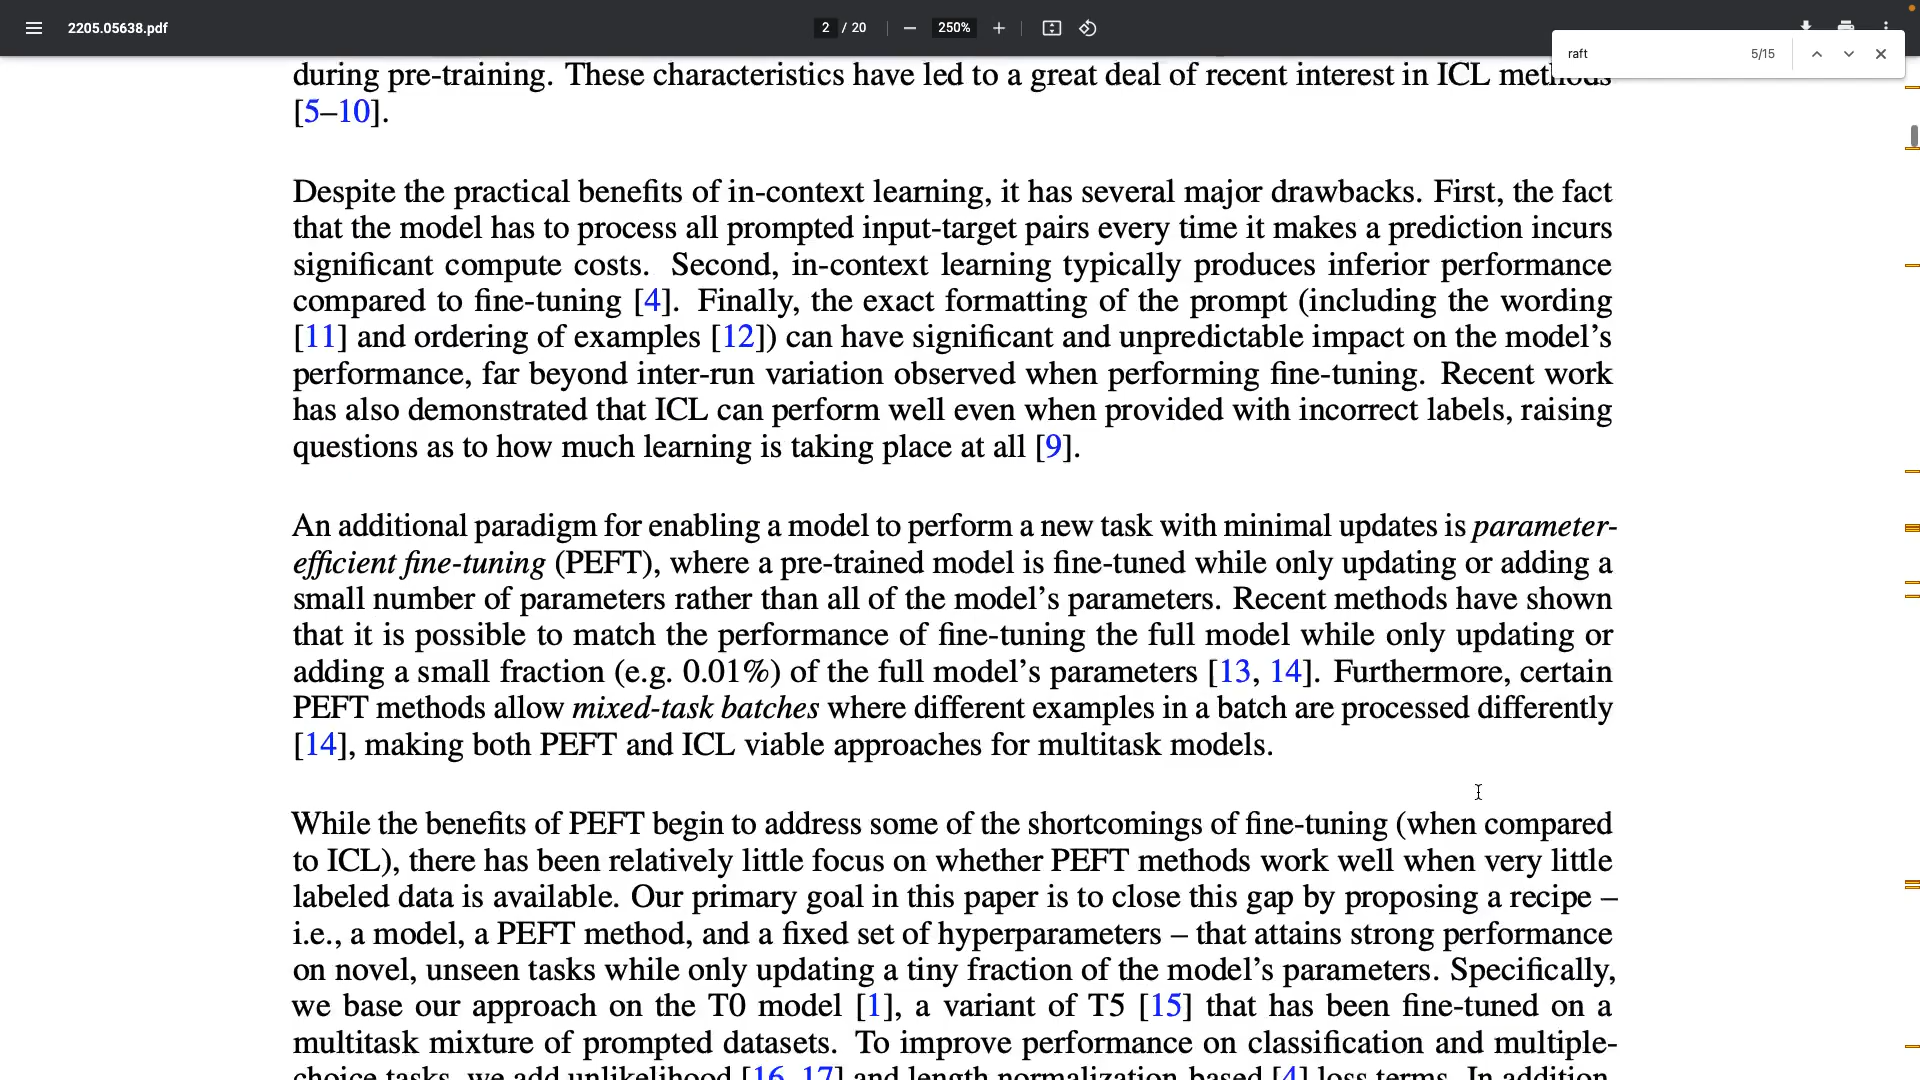 2205.05638.pdf
2 / 20
250%
raft
5/15
during pre-training. These characteristics have led to a great deal of recent interest in ICL methods
[5–10].
Despite the practical benefits of in-context learning, it has several major drawbacks. First, the fact
that the model has to process all prompted input-target pairs every time it makes a prediction incurs
significant compute costs. Second, in-context learning typically produces inferior performance
compared to fine-tuning [4]. Finally, the exact formatting of the prompt (including the wording
[11] and ordering of examples [12]) can have significant and unpredictable impact on the model's
performance, far beyond inter-run variation observed when performing fine-tuning. Recent work
has also demonstrated that ICL can perform well even when provided with incorrect labels, raising
questions as to how much learning is taking place at all [9].
An additional paradigm for enabling a model to perform a new task with minimal updates is parameter-
efficient fine-tuning (PEFT), where a pre-trained model is fine-tuned while only updating or adding a
small number of parameters rather than all of the model's parameters. Recent methods have shown
that it is possible to match the performance of fine-tuning the full model while only updating or
adding a small fraction (e.g. 0.01%) of the full model's parameters [13, 14]. Furthermore, certain
PEFT methods allow mixed-task batches where different examples in a batch are processed differently
[14], making both PEFT and ICL viable approaches for multitask models.
While the benefits of PEFT begin to address some of the shortcomings of fine-tuning (when compared
to ICL), there has been relatively little focus on whether PEFT methods work well when very little
labeled data is available. Our primary goal in this paper is to close this gap by proposing a recipe –
i.e., a model, a PEFT method, and a fixed set of hyperparameters – that attains strong performance
on novel, unseen tasks while only updating a tiny fraction of the model's parameters. Specifically,
we base our approach on the T0 model [1], a variant of T5 [15] that has been fine-tuned on a
multitask mixture of prompted datasets. To improve performance on classification and multiple-
choice tasks, we add unlikelihood [16, 17] and length normalization-based [4] loss terms. In addition,